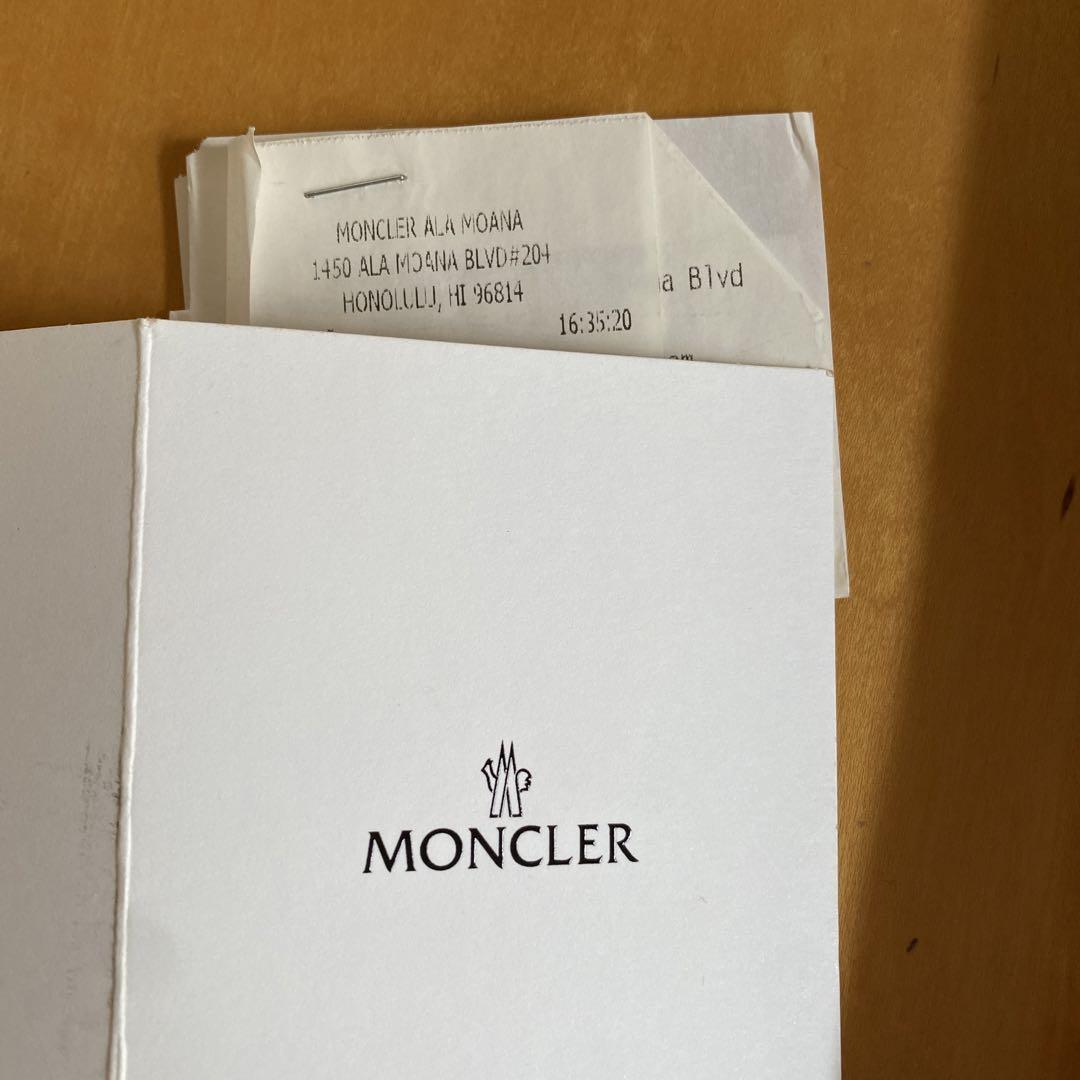 MONCLER ALA MOANA
1450 ALA MOANA BLVD#204
HONOLULU, HI 96814
a Blvd
16:35:20
MONCLER